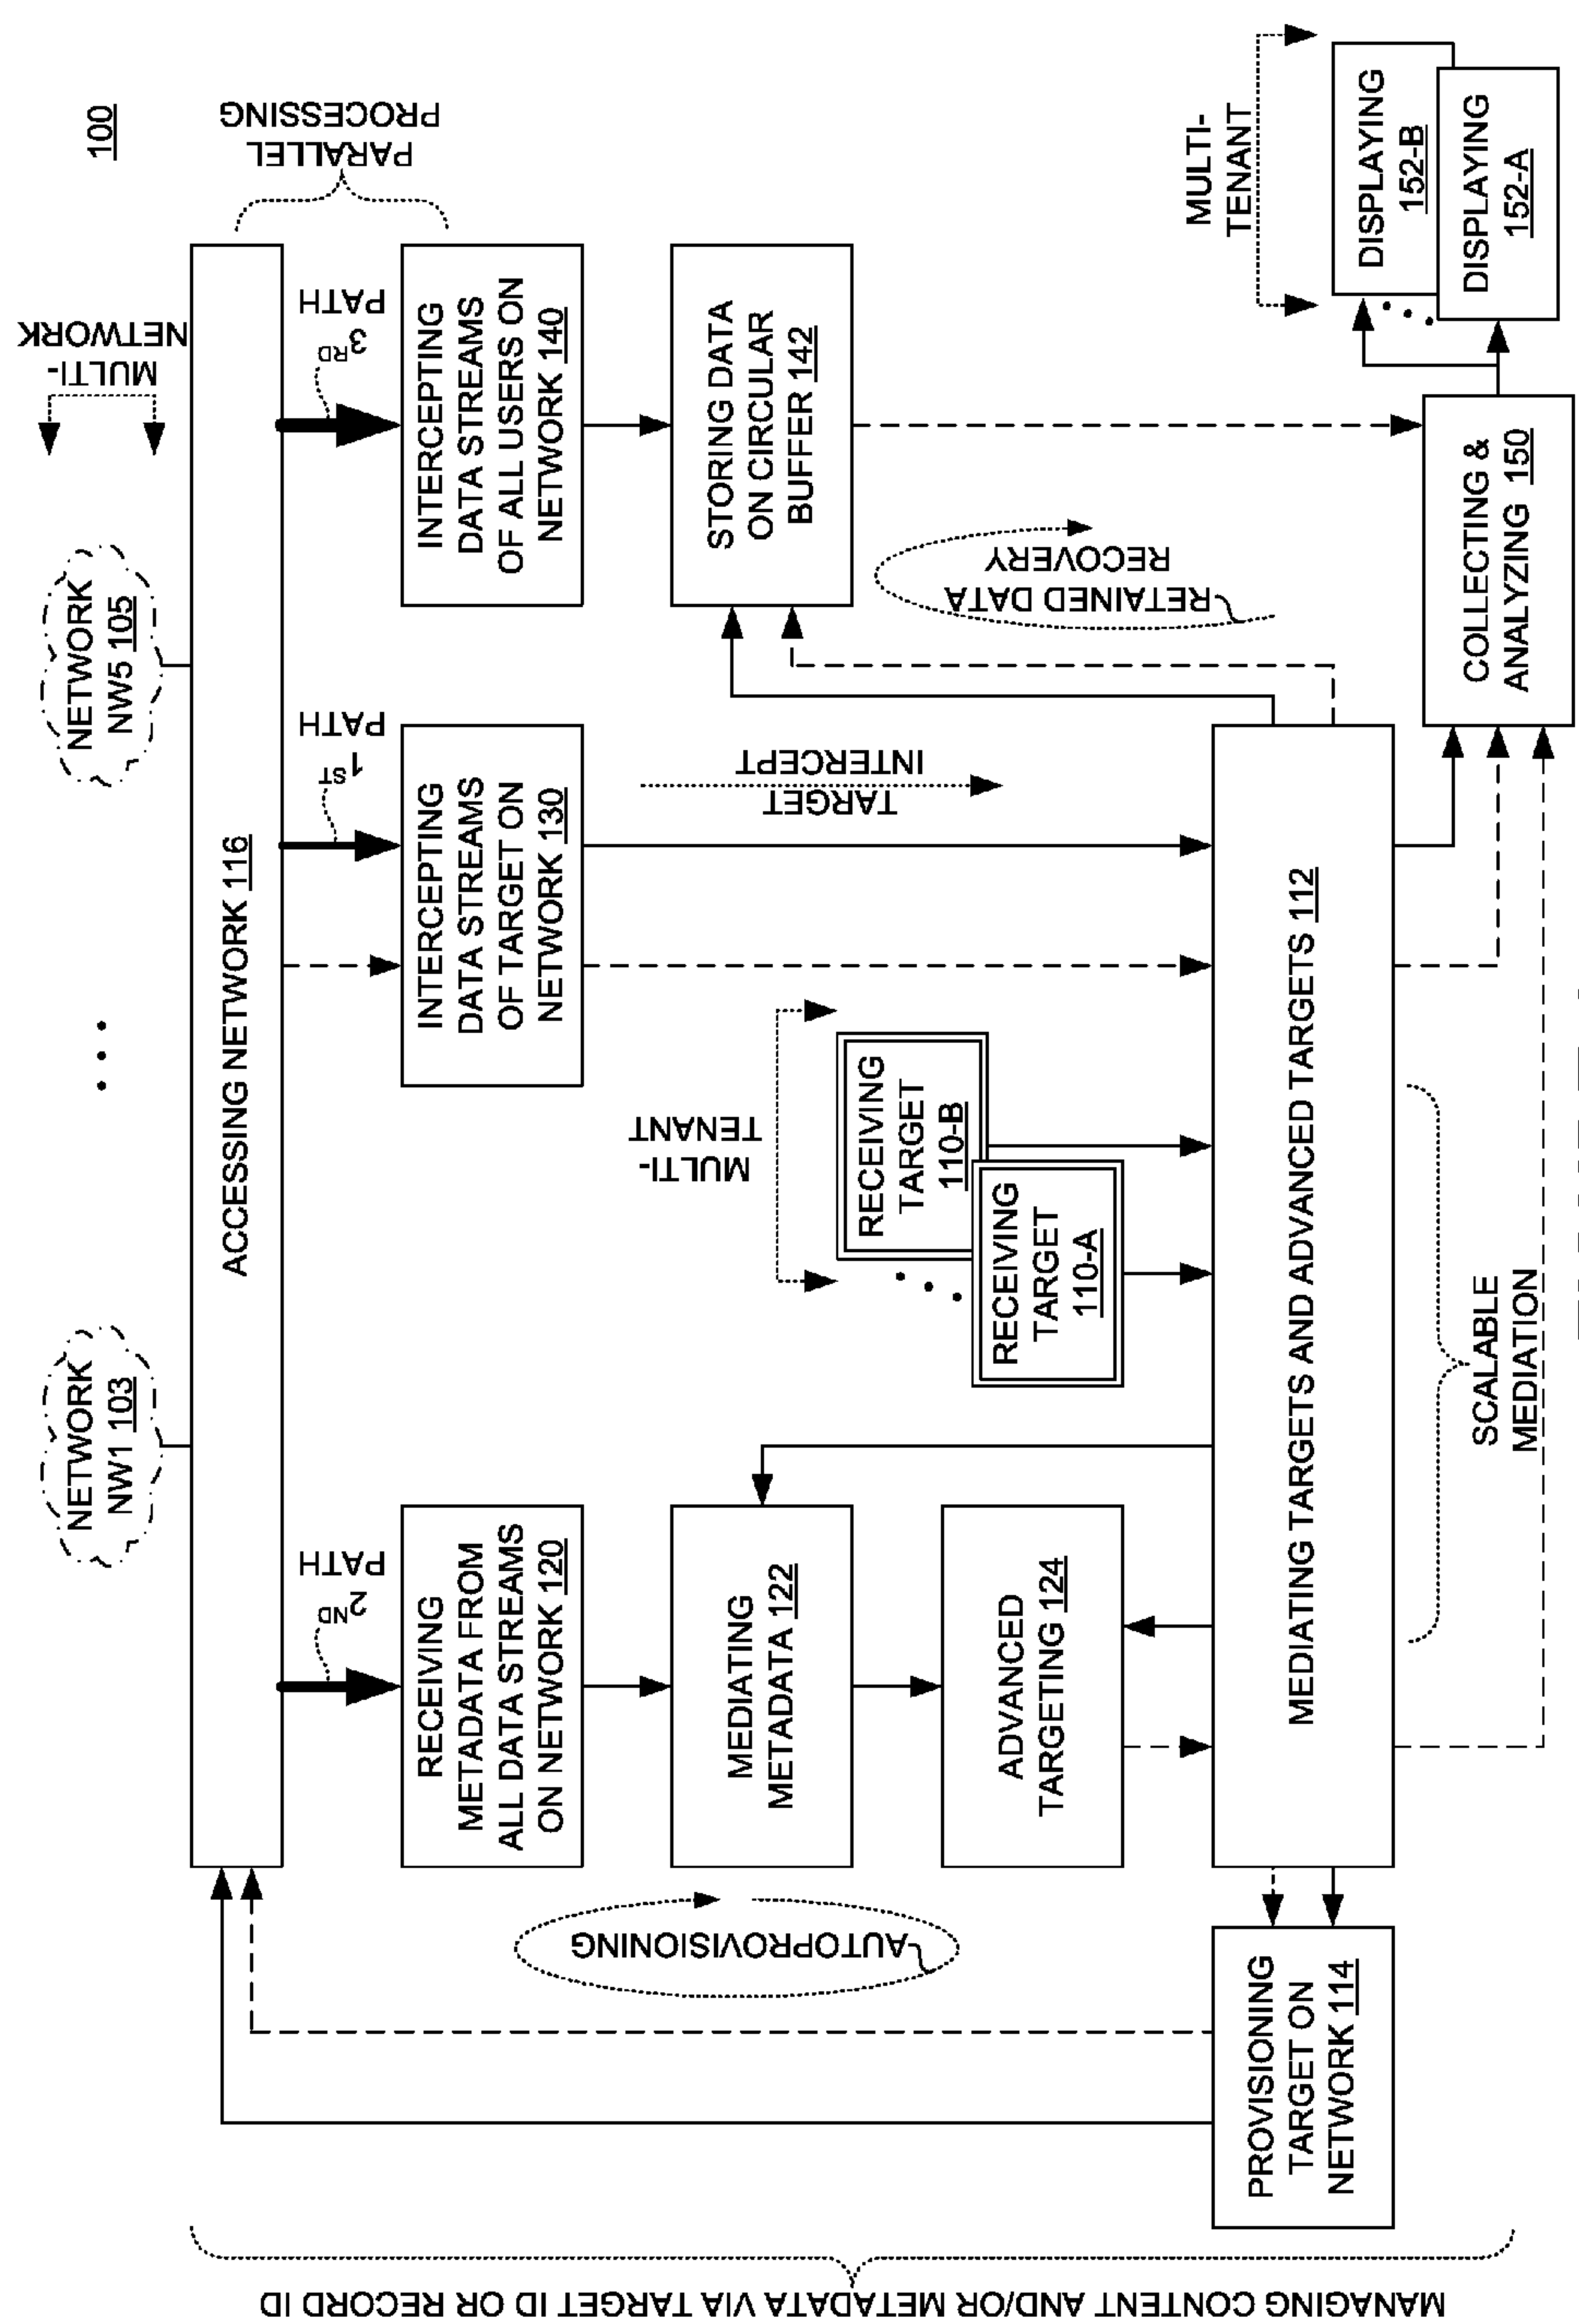 100
MULTI-
NETWORK
NETWORK
NW1 103
• • •
NETWORK
NW5 105
ACCESSING NETWORK 116
PARALLEL
PROCESSING
2ND
PATH
1ST
PATH
3RD
PATH
RECEIVING
METADATA FROM
ALL DATA STREAMS
ON NETWORK 120
INTERCEPTING
DATA STREAMS
OF TARGET ON
NETWORK 130
INTERCEPTING
DATA STREAMS
OF ALL USERS ON
NETWORK 140
AUTOPROVISIONING
MEDIATING
METADATA 122
MULTI-
TENANT
TARGET
INTERCEPT
STORING DATA
ON CIRCULAR
BUFFER 142
ADVANCED
TARGETING 124
RECEIVING
TARGET
110-B
RECEIVING
TARGET
110-A
RETAINED DATA
RECOVERY
PROVISIONING
TARGET ON
NETWORK 114
MEDIATING TARGETS AND ADVANCED TARGETS 112
MULTI-
TENANT
COLLECTING &
ANALYZING 150
DISPLAYING
152-B
DISPLAYING
152-A
SCALABLE
MEDIATION
MANAGING CONTENT AND/OR METADATA VIA TARGET ID OR RECORD ID